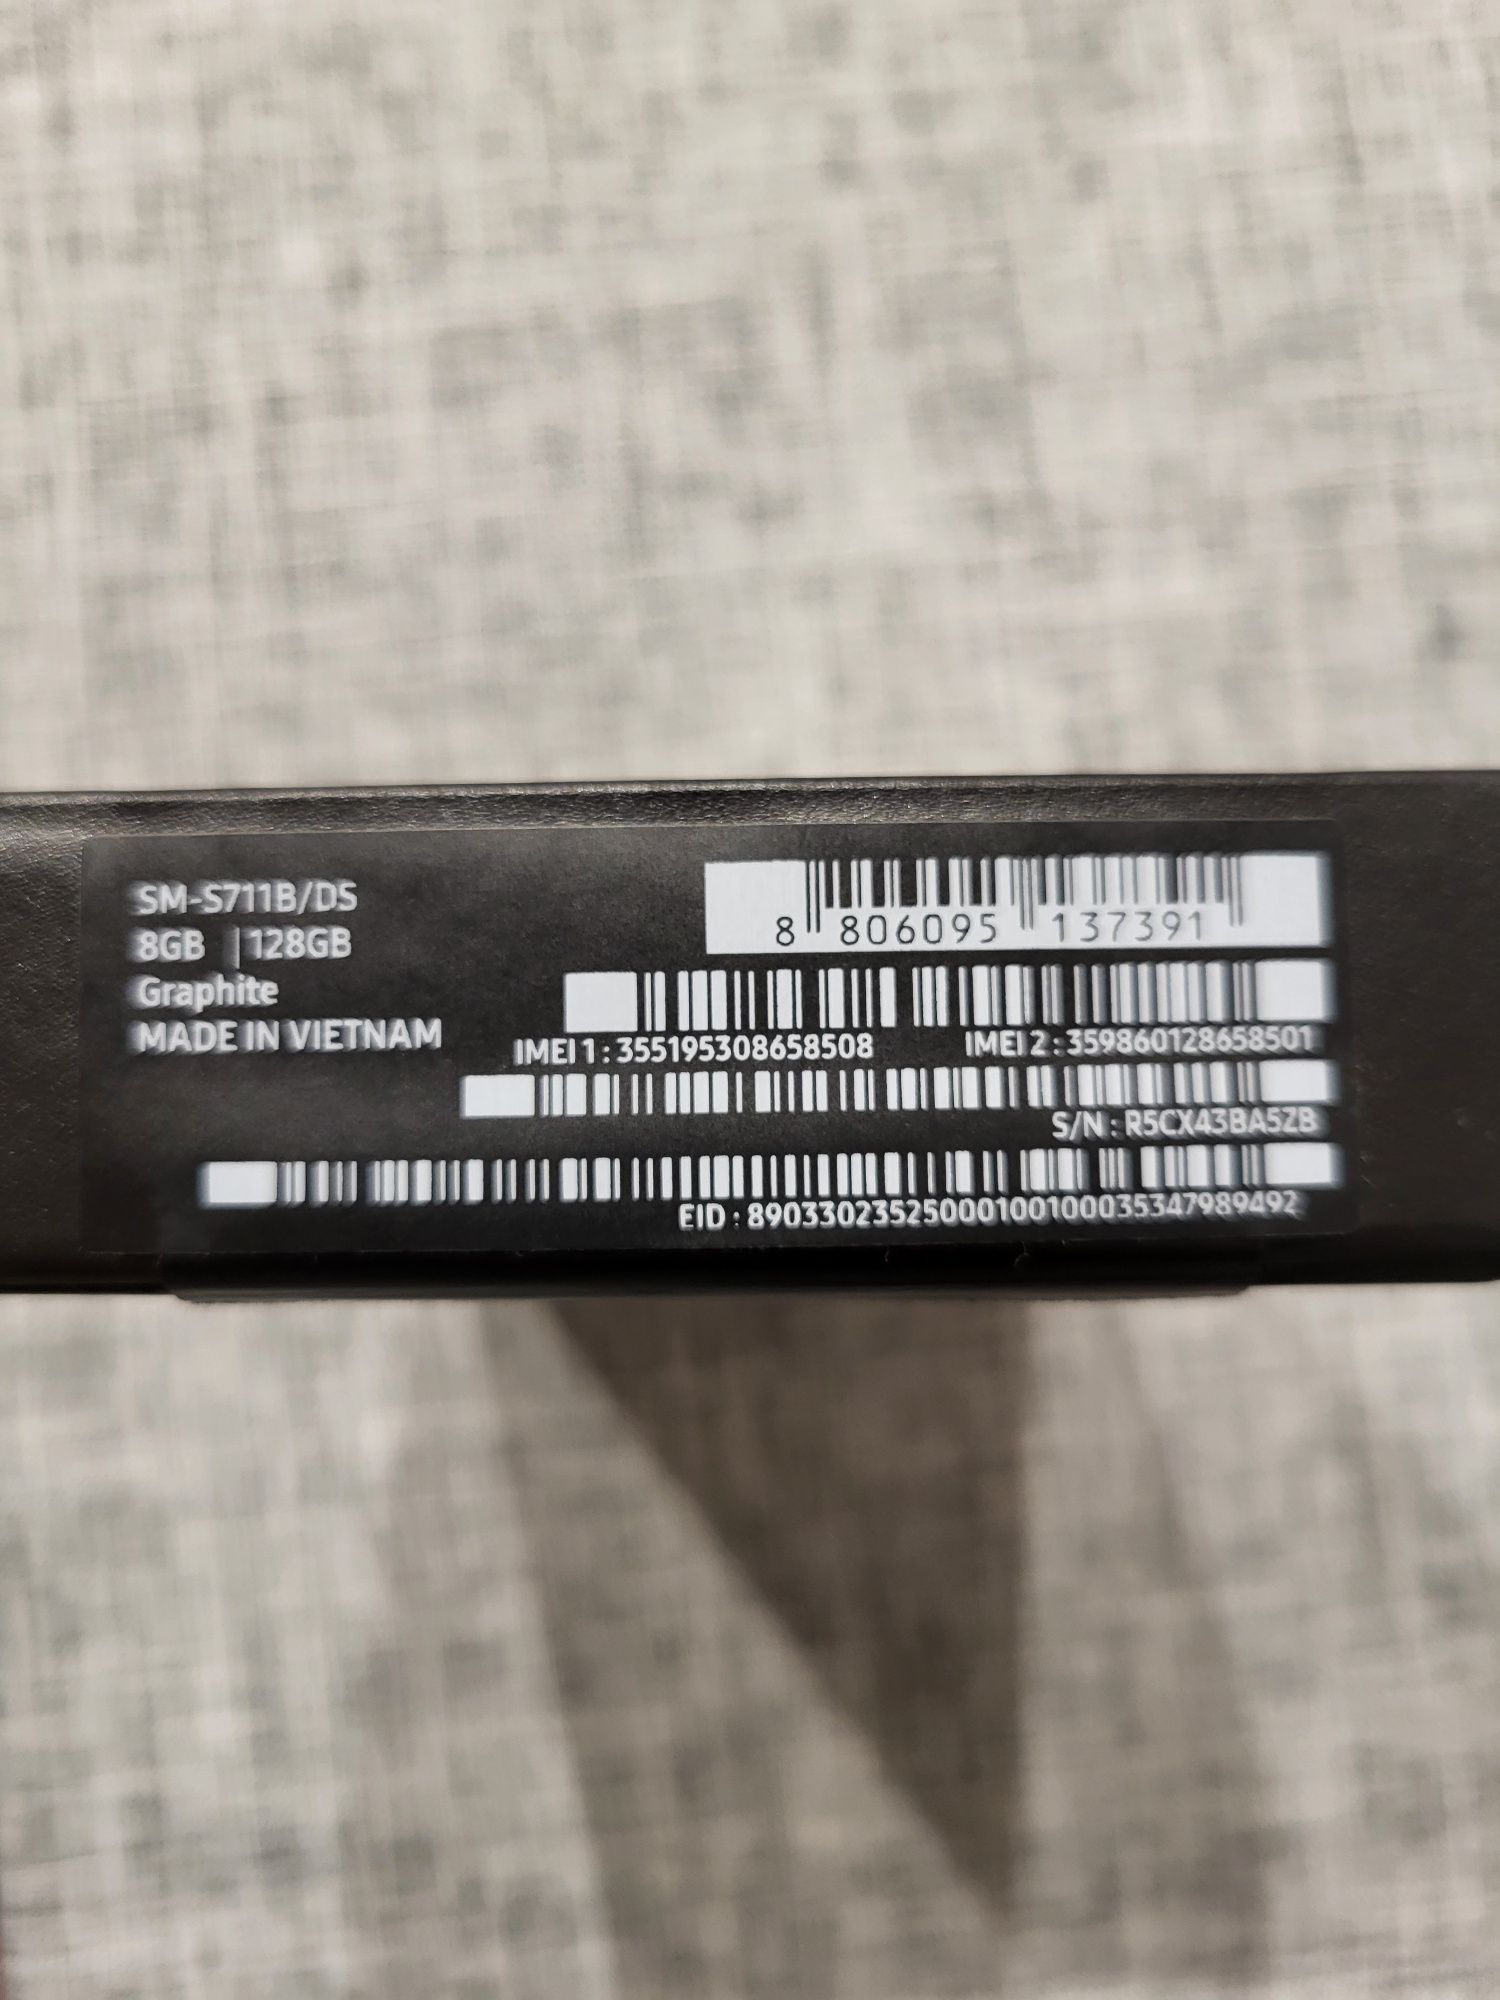 SM-S711B/DS
8GB | 128GB
Graphite
MADE IN VIETNAM
8 806095 137391
IMEI 1 : 355195308658508 IMEI 2 : 359860128658501
S/N : R5CX43BA5ZB
EID : 89033023525000100100035347989492